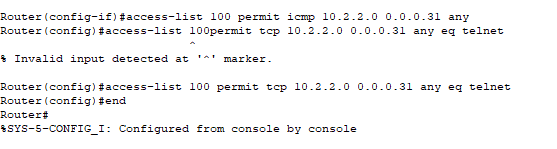 Router(config-if)#access-list 100 permit icmp 10.2.2.0 0.0.0.31 any
Router(config)#access-list 100permit tcp 10.2.2.0 0.0.0.31 any eq telnet
^
% Invalid input detected at '^' marker.
Router(config)#access-list 100 permit tcp 10.2.2.0 0.0.0.31 any eq telnet
Router(config)#end
Router#
%SYS-5-CONFIG_I: Configured from console by console